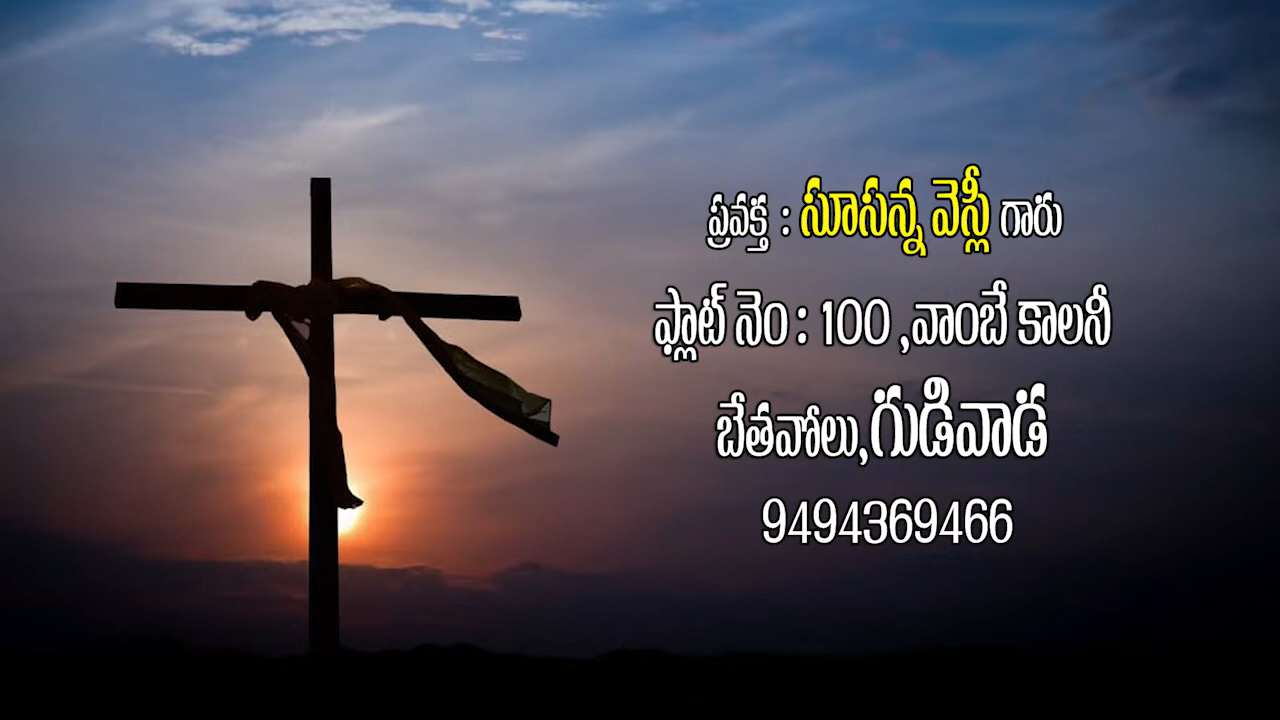 ప్రవక్త : సూసన్న వెస్లీ గారు
ఫ్లాట్ నెం : 100 ,వాంబే కాలనీ
బేతవోలు,గుడివాడ
9494369466